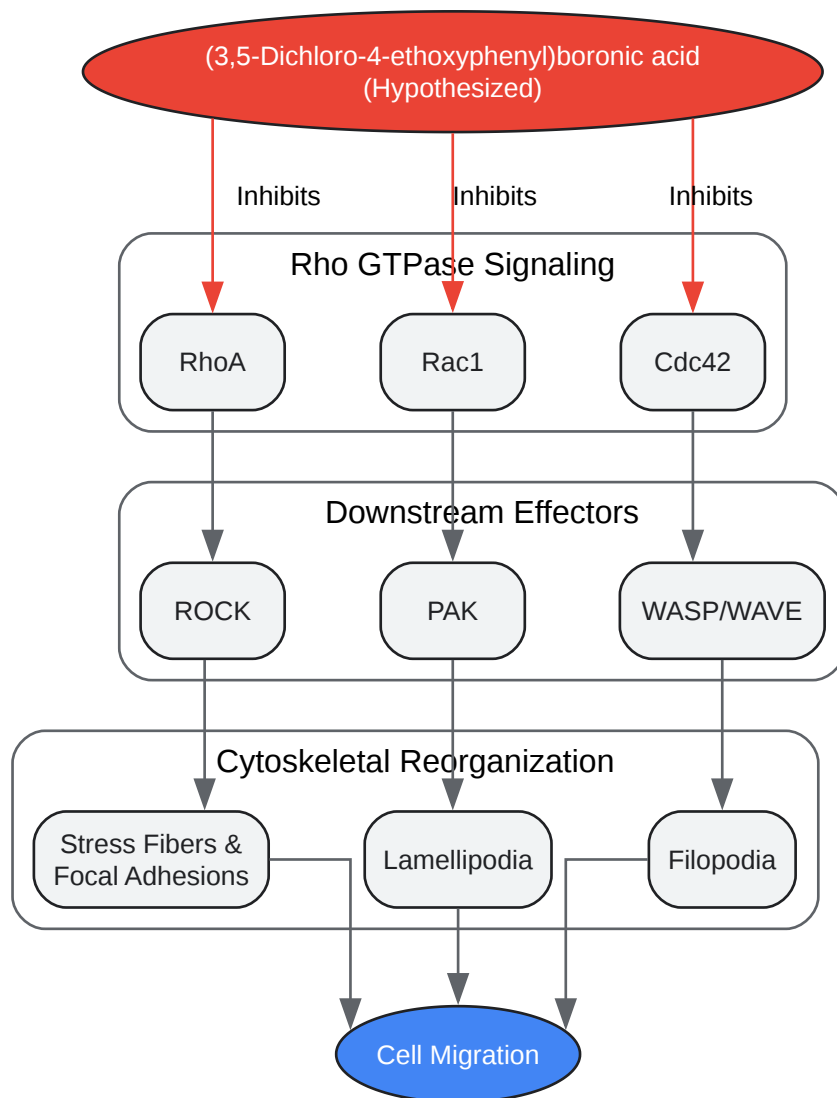 (3,5-Dichloro-4-ethoxyphenyl)boronic acid
(Hypothesized)
Inhibits
Inhibits
Inhibits
Rho GTPase Signaling
RhoA
Rac1
Cdc42
Downstream Effectors
ROCK
PAK
WASP/WAVE
Cytoskeletal Reorganization
Stress Fibers &
Focal Adhesions
Lamellipodia
Filopodia
Cell Migration